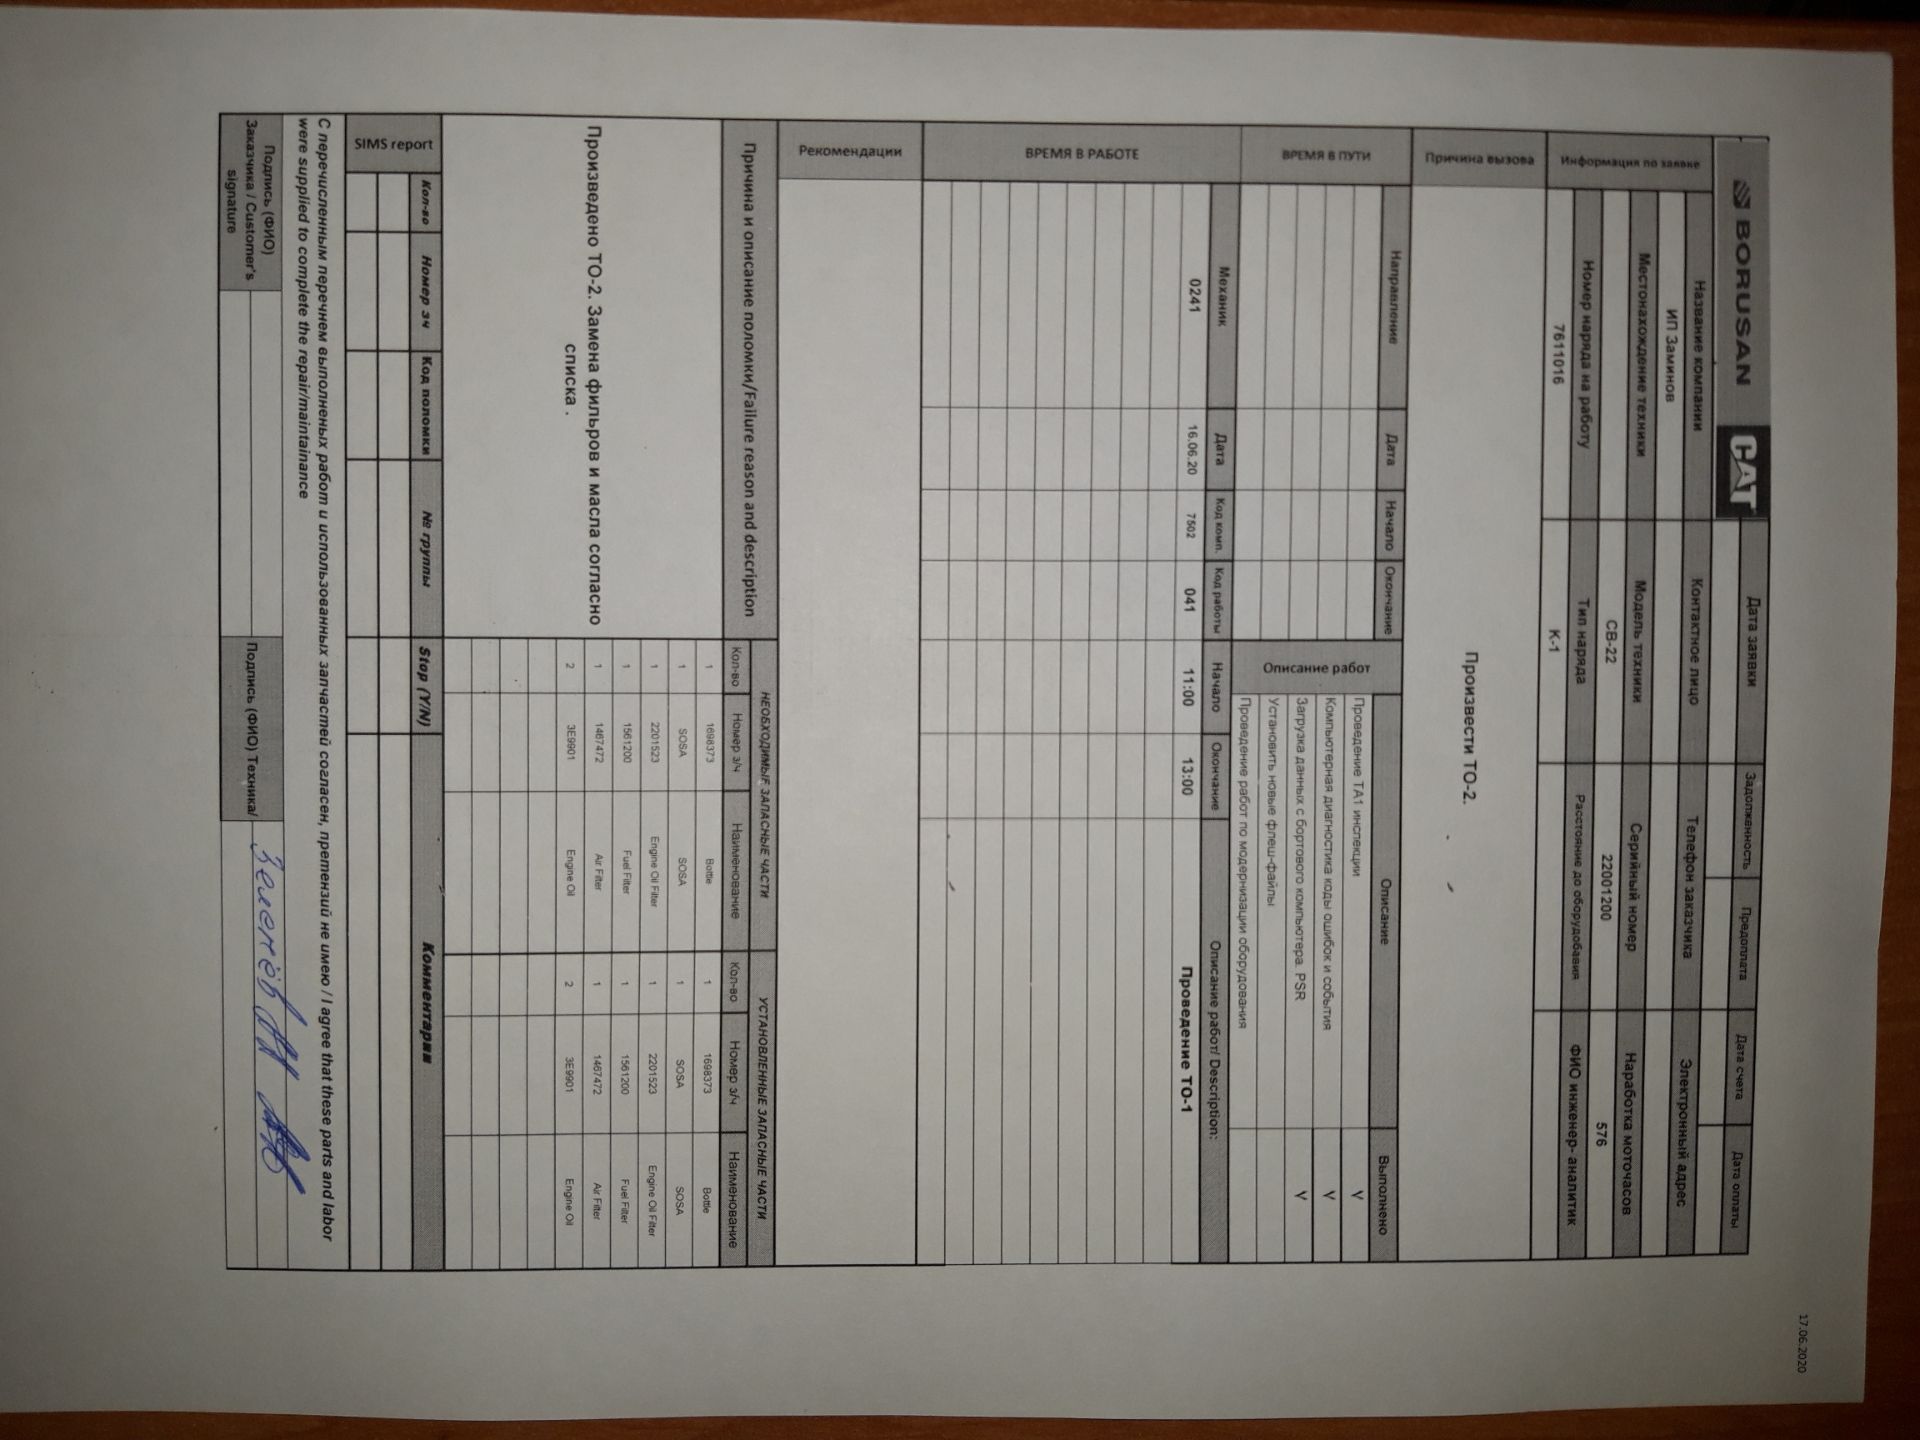 17.06.2020
BORUSAN CAT Дата заявки Задолженность Предоплата Дата счета Дата оплаты
Информация по заявке
Название компании Контактное лицо Телефон заказчика Электронный адрес
ИП Заминов
Местонахождение техники Модель техники Серийный номер Наработка моточасов
СВ-22 22001200 576
Номер наряда на работу Тип наряда Расстояние до оборудобавия ФИО инженер- аналитик
7611016 К-1
Причина вызова Произвести ТО-2.
ВРЕМЯ В ПУТИ
Направление Дата Начало Окончание Описание работ Описание Выполнено
Проведение ТА1 инспекции V
Компьютерная диагностика коды ошибок и события V
Загрузка данных с бортового компьютера. PSR V
Установить новые флеш-файлы
Проведение работ по модернизации оборудования
ВРЕМЯ В РАБОТЕ
Механик Дата Код комп. Код работы Начало Окончание Описание работ/ Description:
0241 16.06.20 7502 041 11:00 13:00 Проведение ТО-1
Рекомендации
Причина и описание поломки/Failure reason and description НЕОБХОДИМЫЕ ЗАПАСНЫЕ ЧАСТИ УСТАНОВЛЕННЫЕ ЗАПАСНЫЕ ЧАСТИ
Кол-во Номер з/ч Наименование Кол-во Номер з/ч Наименование
1 1698373 Bottle 1 1698373 Bottle
1 SOSA SOSA 1 SOSA SOSA
1 2201523 Engine Oil Filter 1 2201523 Engine Oil Filter
1 1561200 Fuel Filter 1 1561200 Fuel Filter
1 1467472 Air Filter 1 1467472 Air Filter
2 3E9901 Engine Oil 2 3E9901 Engine Oil
Произведено ТО-2. Замена фильров и масла согласно
списка .
SIMS report
Кол-во Номер зч Код поломки № группы Stop (Y/N) Комментарии
С перечисленным перечнем выполненых работ и использованных запчастей согласен, претензий не имею / I agree that these parts and labor
were supplied to complete the repair/maintainance
Подпись (ФИО)
Заказчика / Customer's
signature
Подпись (ФИО) Техника/